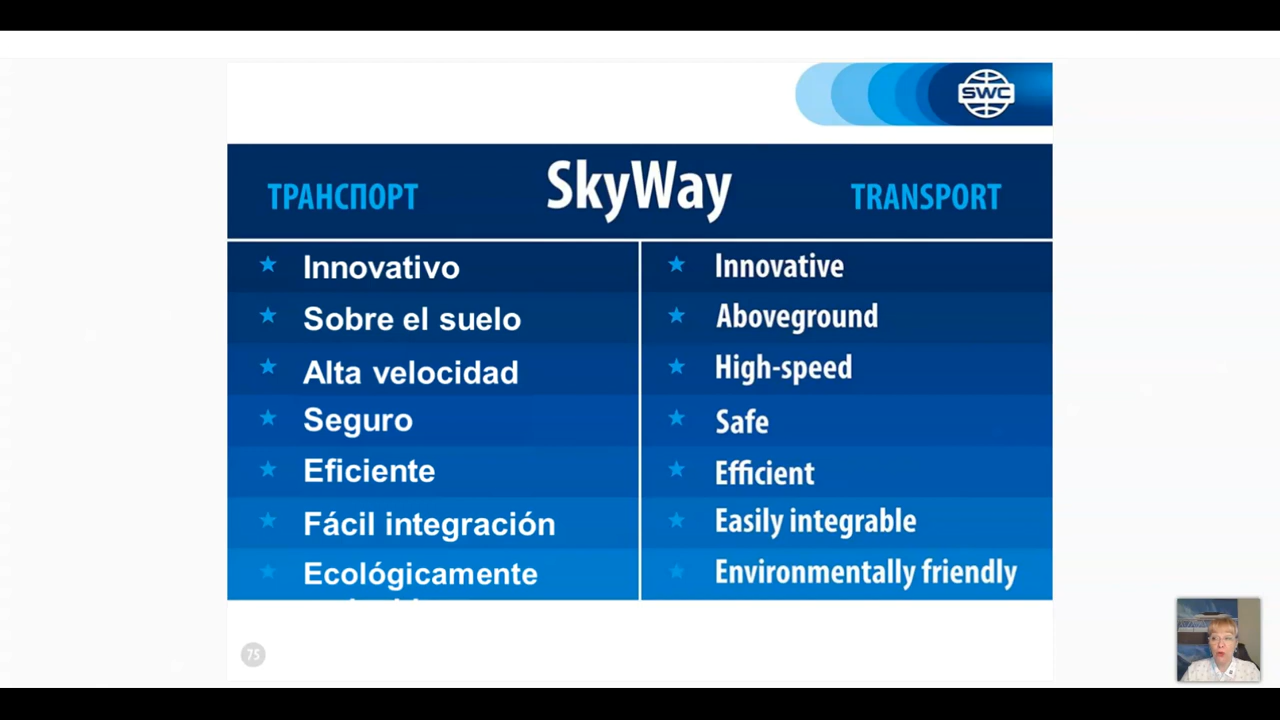 SWC
ТРАНСПОРТ SkyWay TRANSPORT
Innovativo
Sobre el suelo
Alta velocidad
Seguro
Eficiente
Fácil integración
Ecológicamente
Innovative
Aboveground
High-speed
Safe
Efficient
Easily integrable
Environmentally friendly
75